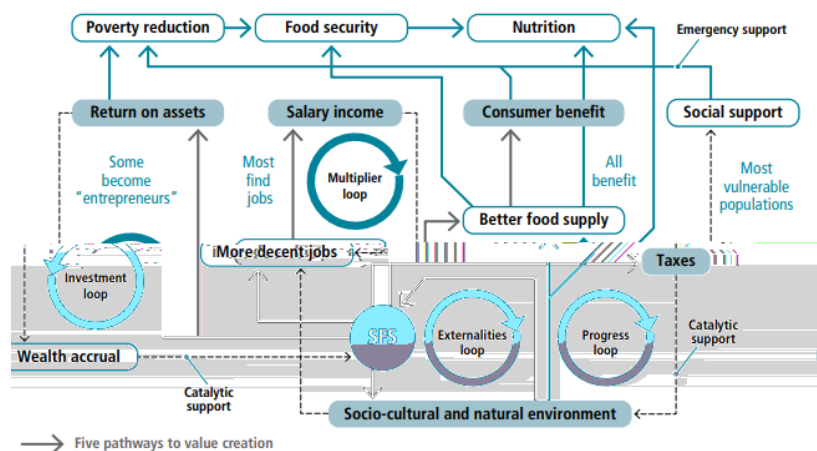 Poverty reduction
Food security
Nutrition
Emergency support
Return on assets
Salary income
Consumer benefit
Social support
Some
become
"entrepreneurs"
Most
find
jobs
Multiplier
loop
All
benefit
Most
vulnerable
populations
Better food supply
iMore decent jobs
Taxes
Investment
loop
SFS
Externalities
loop
Progress
loop
Catalytic
support
Wealth accrual
Catalytic
support
Socio-cultural and natural environment
Five pathways to value creation